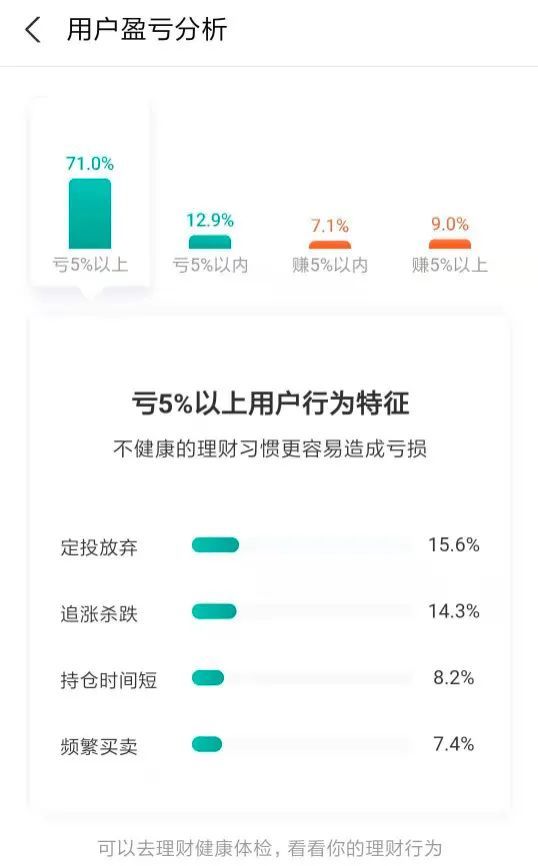 用户盈亏分析
71.0%
12.9%
7.1%
9.0%
亏5%以上
亏5%以内
赚5%以内
赚5%以上
亏5%以上用户行为特征
不健康的理财习惯更容易造成亏损
定投放弃 15.6%
追涨杀跌 14.3%
持仓时间短 8.2%
频繁买卖 7.4%
可以去理财健康体检，看看你的理财行为